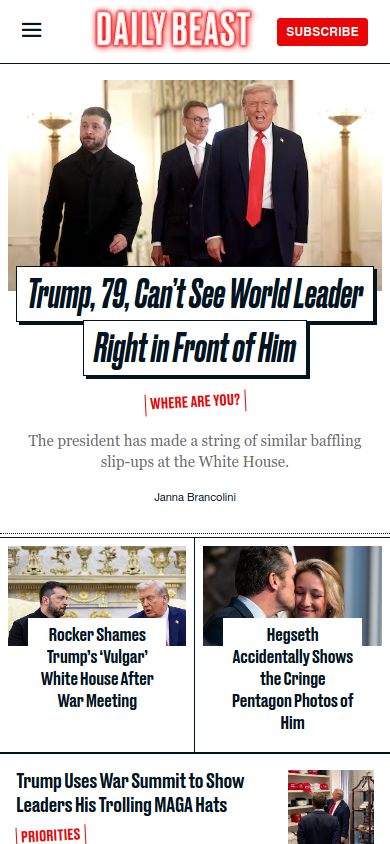 DAILY BEAST
SUBSCRIBE
Trump, 79, Can't See World Leader
Right in Front of Him
WHERE ARE YOU?
The president has made a string of similar baffling
slip-ups at the White House.
Janna Brancolini
Rocker Shames
Trump's ‘Vulgar’
White House After
War Meeting
Hegseth
Accidentally Shows
the Cringe
Pentagon Photos of
Him
Trump Uses War Summit to Show
Leaders His Trolling MAGA Hats
PRIORITIES